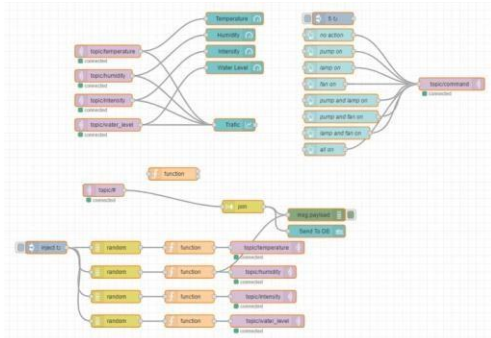 Temperature
Humidity
Intensity
Water Level
Trafic
topic/temperature
connected
topic/humidity
connected
topic/intensity
connected
topic/water_level
connected
no action
pump on
lamp on
fan on
pump and lamp on
pump and fan on
lamp and fan on
all on
topic/command
connected
function
topic/#
connected
join
msg.payload
Send To DB
inject
random
function
topic/temperature
connected
random
function
topic/humidity
connected
random
function
topic/intensity
connected
random
function
topic/water_level
connected